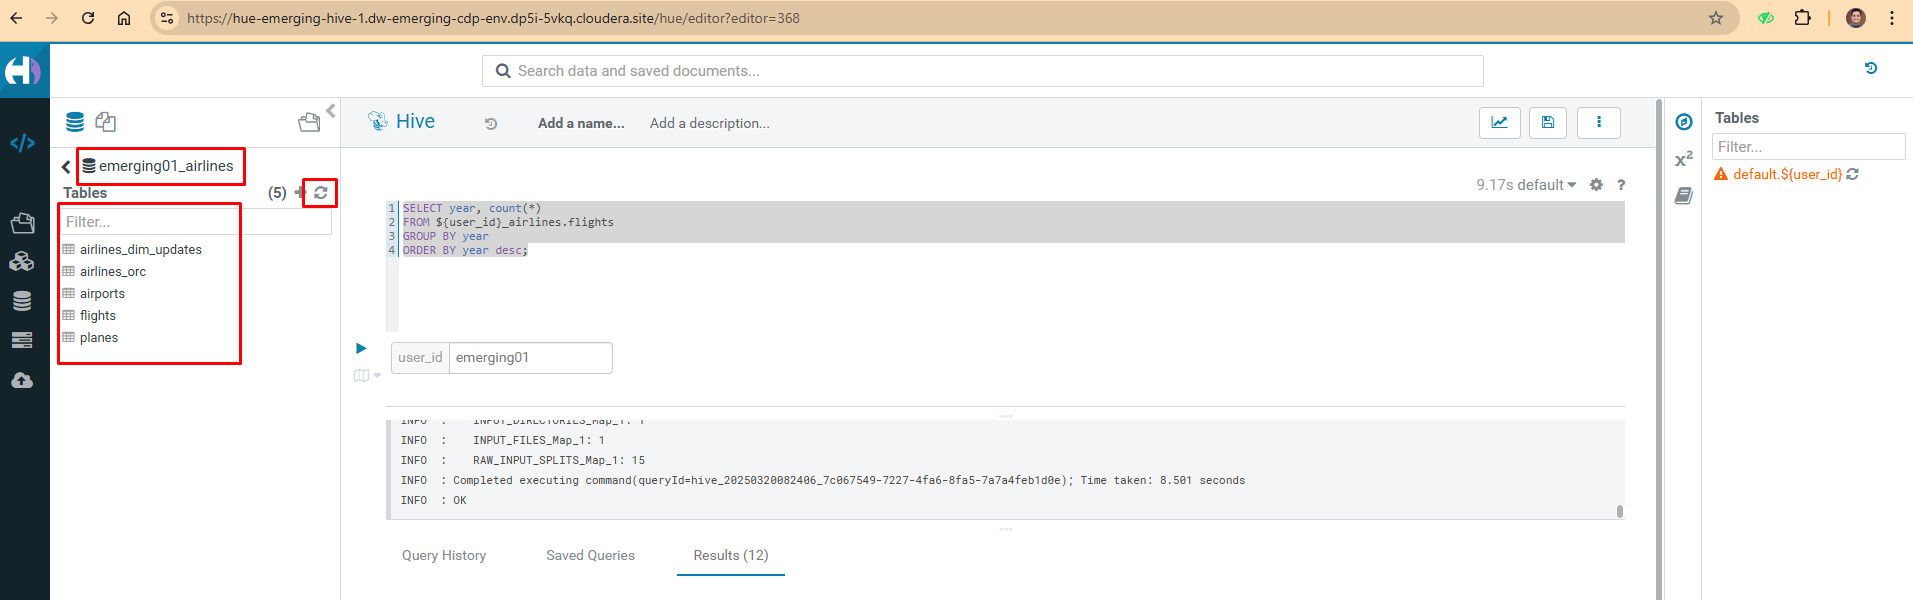 https://hue-emerging-hive-1.dw-emerging-cdp-env.dp5i-5vkq.cloudera.site/hue/editor?editor=368
Search data and saved documents...
emerging01_airlines
Tables (5)
Filter...
airlines_dim_updates
airlines_orc
airports
flights
planes
Hive Add a name... Add a description...
9.17s default ?
1 SELECT year, count(*)
2 FROM ${user_id}_airlines.flights
3 GROUP BY year
4 ORDER BY year desc;
user_id emerging01
INFO : INPUT_DIRECTORIES_Map_1: 1
INFO : INPUT_FILES_Map_1: 1
INFO : RAW_INPUT_SPLITS_Map_1: 15
INFO : Completed executing command(queryId=hive_20250320082406_7c067549-7227-4fa6-8fa5-7a7a4feb1d0e); Time taken: 8.501 seconds
INFO : OK
Query History Saved Queries Results (12)
x²
Tables
Filter...
default.${user_id}